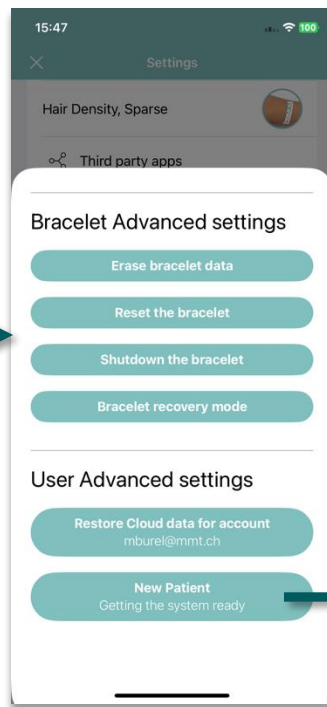 15:47
100
Settings
Hair Density, Sparse
Third party apps
Bracelet Advanced settings
Erase bracelet data
Reset the bracelet
Shutdown the bracelet
Bracelet recovery mode
User Advanced settings
Restore Cloud data for account
mburel@mmt.ch
New Patient
Getting the system ready